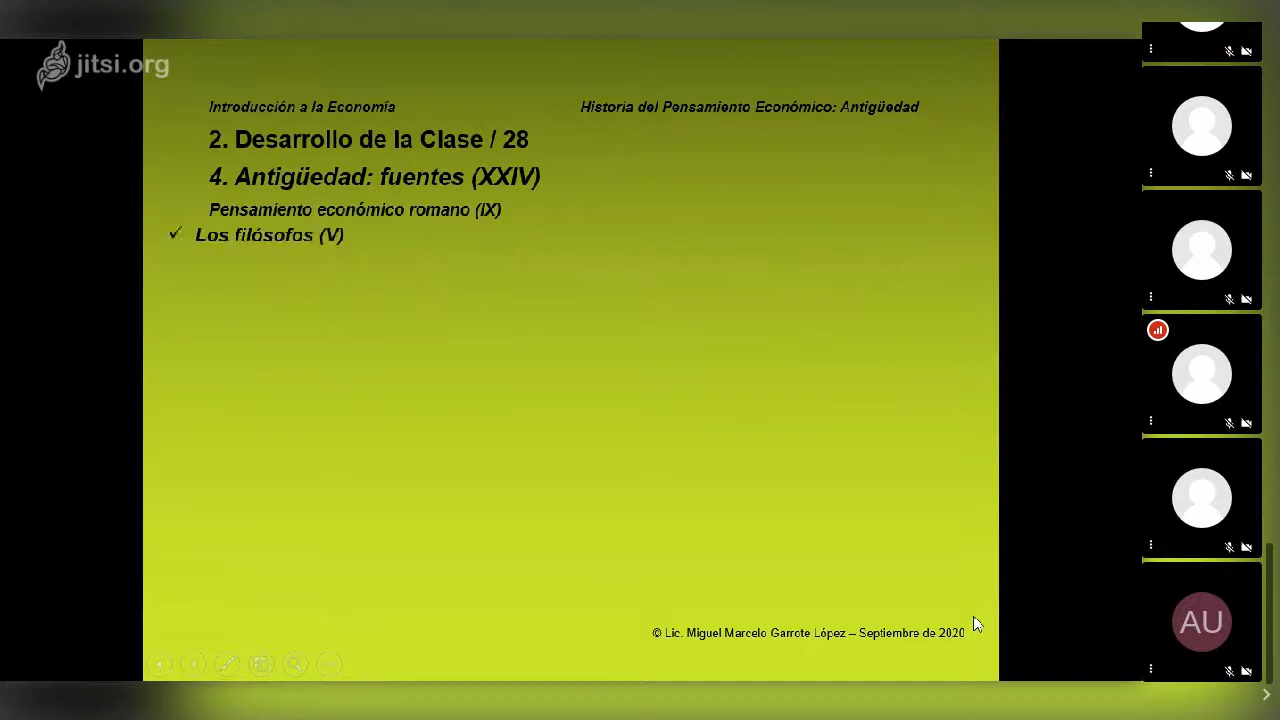 jitsi.org
Introducción a la Economía
Historia del Pensamiento Económico: Antigüedad
2. Desarrollo de la Clase / 28
4. Antigüedad: fuentes (XXIV)
Pensamiento económico romano (IX)
✓ Los filósofos (V)
© Lic. Miguel Marcelo Garrote López – Septiembre de 2020
AU